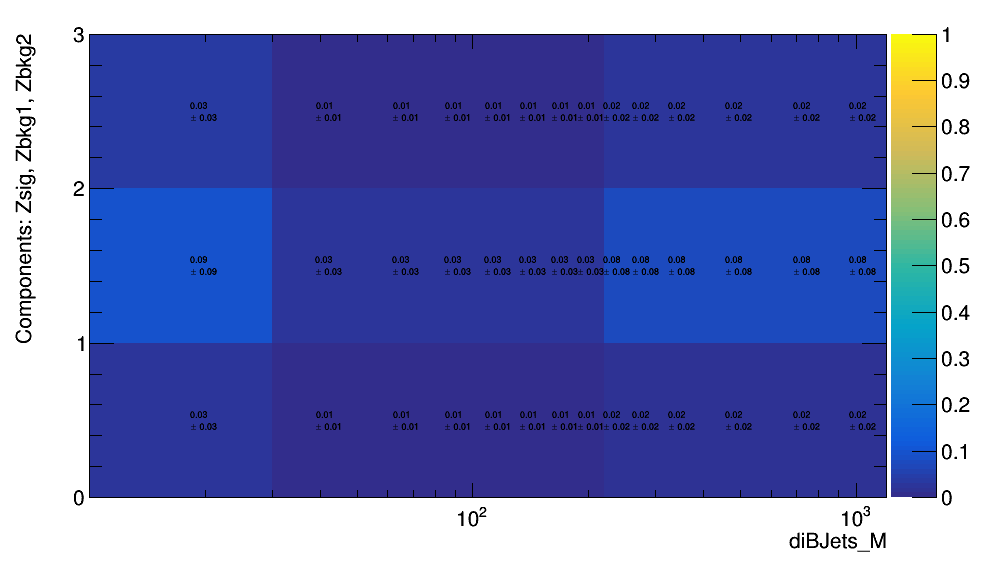 Components: Zsig, Zbkg1, Zbkg2
3
2
1
0
0.03 0.01 0.01 0.01 0.01 0.01 0.01 0.01 0.02 0.02 0.02 0.02 0.02 0.02
± 0.03 ± 0.01 ± 0.01 ± 0.01 ± 0.01 ± 0.01 ± 0.01 ± 0.01 ± 0.02 ± 0.02 ± 0.02 ± 0.02 ± 0.02 ± 0.02
0.09 0.03 0.03 0.03 0.03 0.03 0.03 0.03 0.08 0.08 0.08 0.08 0.08 0.08
± 0.09 ± 0.03 ± 0.03 ± 0.03 ± 0.03 ± 0.03 ± 0.03 ± 0.03 ± 0.08 ± 0.08 ± 0.08 ± 0.08 ± 0.08 ± 0.08
0.03 0.01 0.01 0.01 0.01 0.01 0.01 0.01 0.02 0.02 0.02 0.02 0.02 0.02
± 0.03 ± 0.01 ± 0.01 ± 0.01 ± 0.01 ± 0.01 ± 0.01 ± 0.01 ± 0.02 ± 0.02 ± 0.02 ± 0.02 ± 0.02 ± 0.02
10² 10³
diBJets_M
1
0.9
0.8
0.7
0.6
0.5
0.4
0.3
0.2
0.1
0